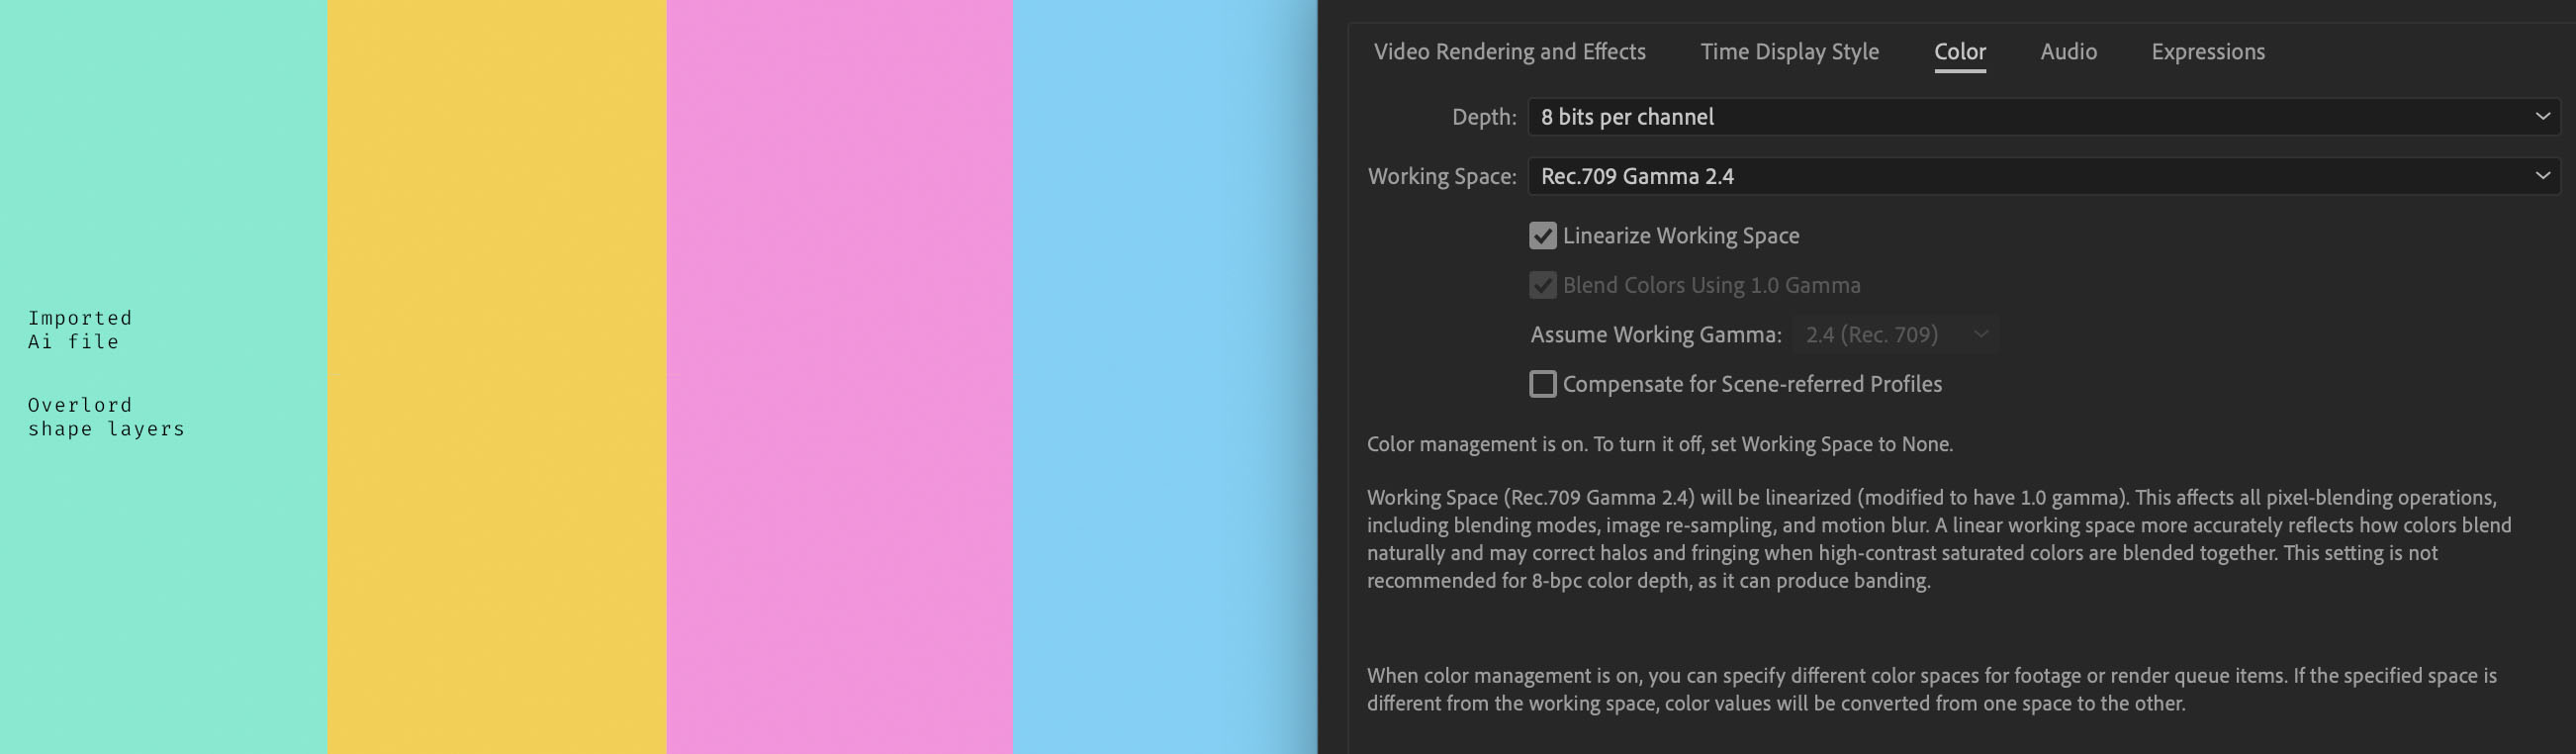 Imported
Ai file
Overlord
shape layers
Video Rendering and Effects
Time Display Style
Color
Audio
Expressions
Depth: 8 bits per channel
Working Space: Rec.709 Gamma 2.4
Linearize Working Space
Blend Colors Using 1.0 Gamma
Assume Working Gamma: 2.4 (Rec. 709)
Compensate for Scene-referred Profiles
Color management is on. To turn it off, set Working Space to None.
Working Space (Rec.709 Gamma 2.4) will be linearized (modified to have 1.0 gamma). This affects all pixel-blending operations,
including blending modes, image re-sampling, and motion blur. A linear working space more accurately reflects how colors blend
naturally and may correct halos and fringing when high-contrast saturated colors are blended together. This setting is not
recommended for 8-bpc color depth, as it can produce banding.
When color management is on, you can specify different color spaces for footage or render queue items. If the specified space is
different from the working space, color values will be converted from one space to the other.